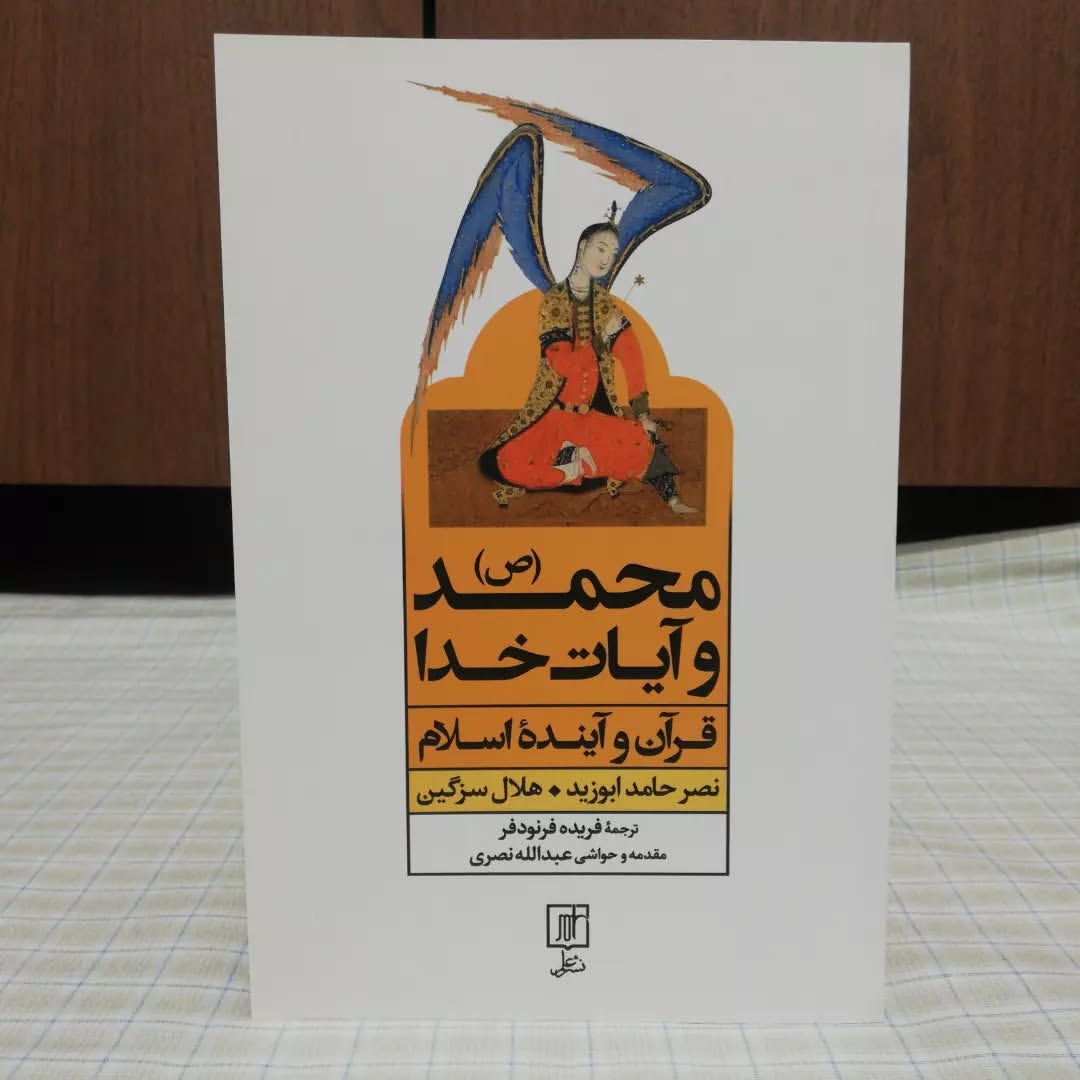 محمد (ص)
و آیات خدا
قرآن و آیندهٔ اسلام
نصر حامد ابوزید ◆ هلال سزگین
ترجمهٔ فریده فرنودفر
مقدمه و حواشی عبدالله نصری
نشر علم